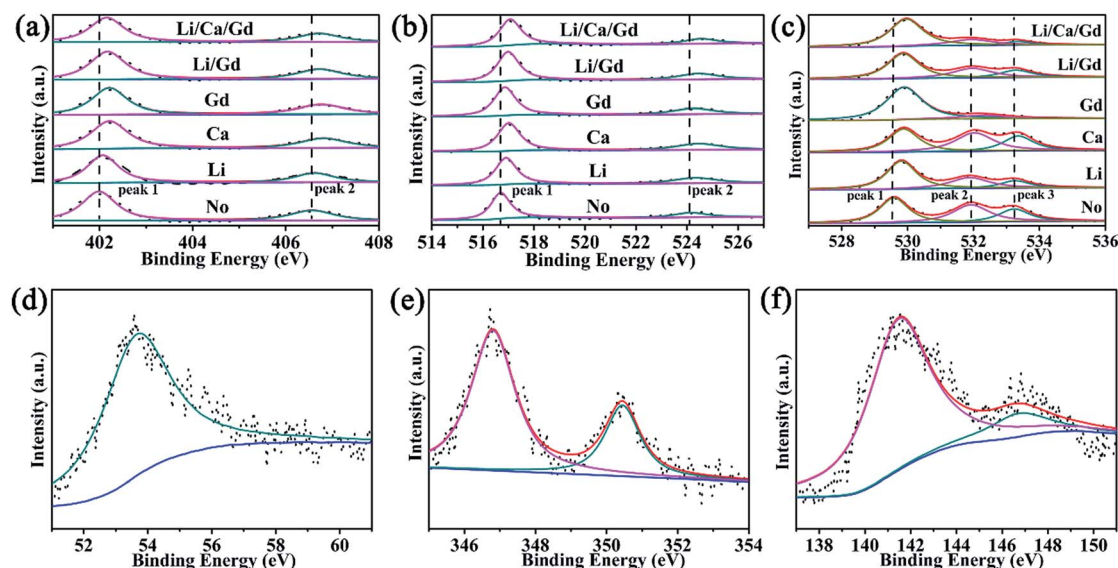 (a)
Li/Ca/Gd
Li/Gd
Gd
Ca
Li
peak 1
peak 2
No
Intensity (a.u.)
402 404 406 408
Binding Energy (eV)
(b)
Li/Ca/Gd
Li/Gd
Gd
Ca
Li
peak 1
peak 2
No
Intensity (a.u.)
514 516 518 520 522 524 526
Binding Energy (eV)
(c)
Li/Ca/Gd
Li/Gd
Gd
Ca
Li
peak 1
peak 2
peak 3
No
Intensity (a.u.)
528 530 532 534 536
Binding Energy (eV)
(d)
Intensity (a.u.)
52 54 56 58 60
Binding Energy (eV)
(e)
Intensity (a.u.)
346 348 350 352 354
Binding Energy (eV)
(f)
Intensity (a.u.)
138 140 142 144 146 148 150
Binding Energy (eV)